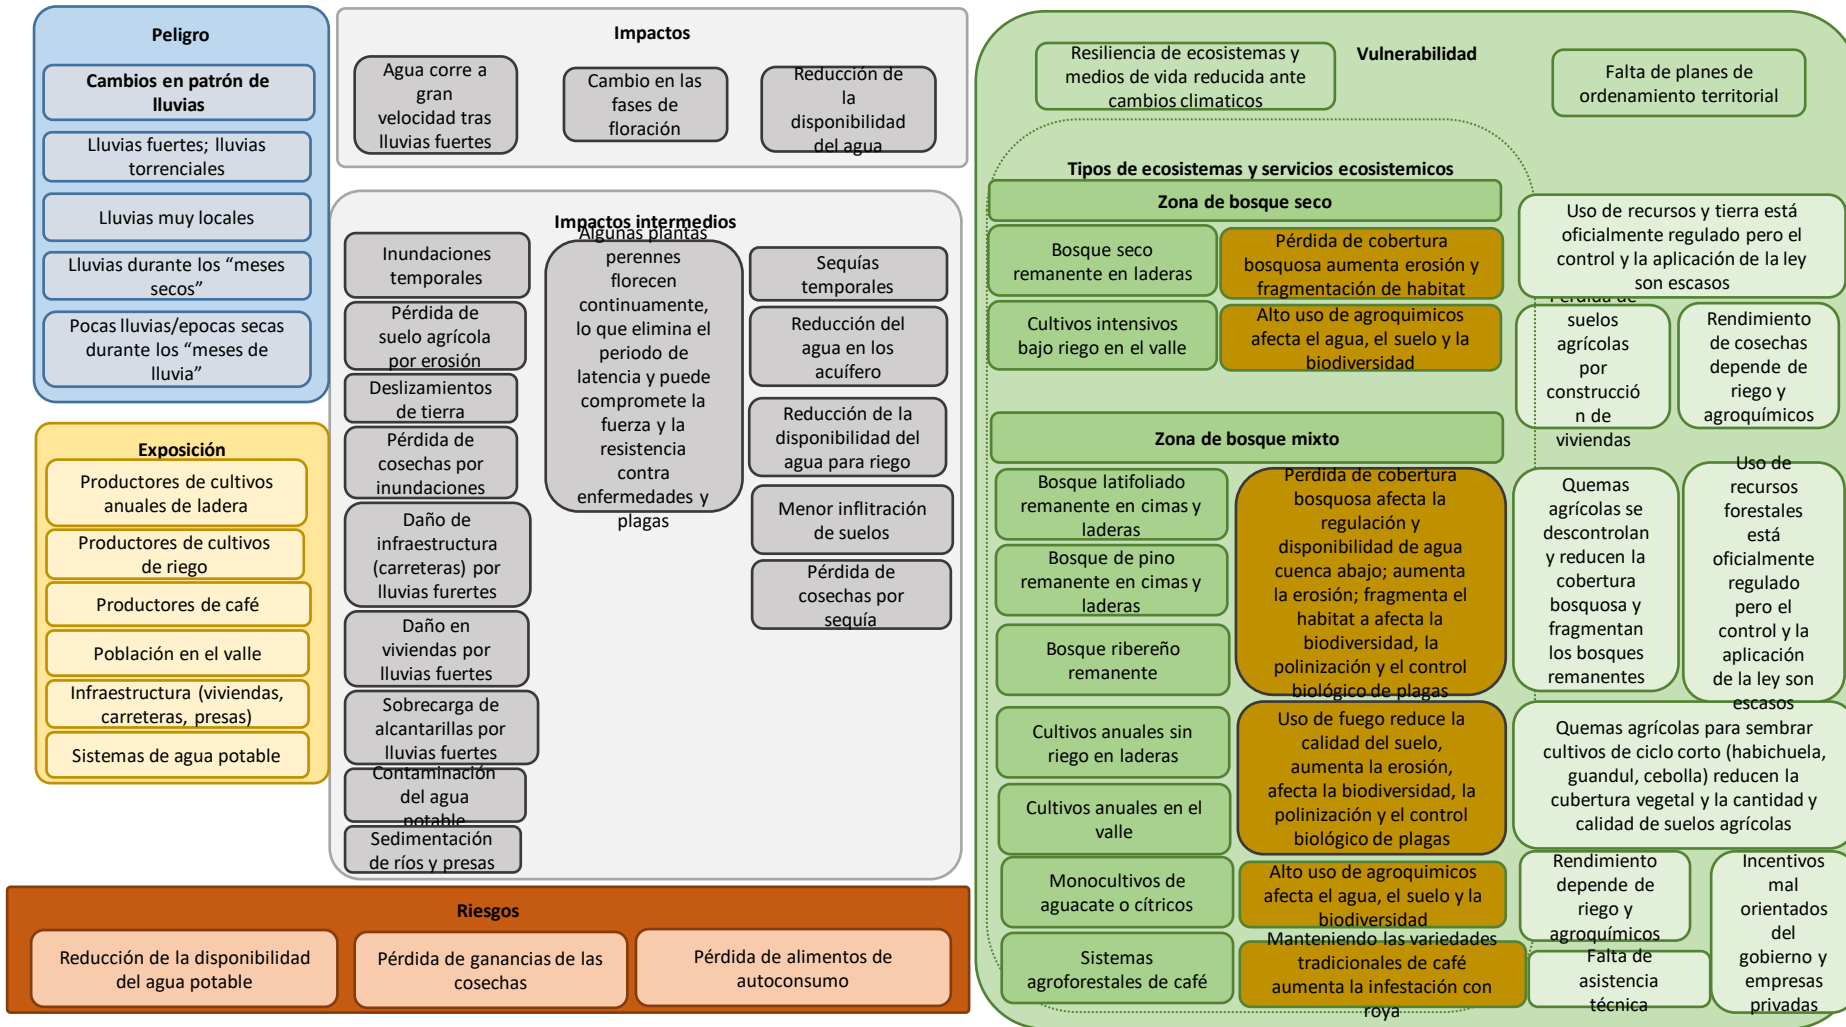 Peligro
Cambios en patrón de
lluvias
Lluvias fuertes; lluvias
torrenciales
Lluvias muy locales
Lluvias durante los “meses
secos”
Pocas lluvias/epocas secas
durante los “meses de
lluvia”
Exposición
Productores de cultivos
anuales de ladera
Productores de cultivos
de riego
Productores de café
Población en el valle
Infraestructura (viviendas,
carreteras, presas)
Sistemas de agua potable
Impactos
Agua corre a
gran
velocidad tras
lluvias fuertes
Cambio en las
fases de
floración
Reducción de
la
disponibilidad
del agua
Impactos intermedios
Inundaciones
temporales
Pérdida de
suelo agrícola
por erosión
Deslizamientos
de tierra
Pérdida de
cosechas por
inundaciones
Daño de
infraestructura
(carreteras) por
lluvias furertes
Daño en
viviendas por
lluvias fuertes
Sobrecarga de
alcantarillas por
lluvias fuertes
Contaminación
del agua
potable
Sedimentación
de ríos y presas
Algunas plantas
perennes
florecen
continuamente,
lo que elimina el
periodo de
latencia y puede
compromete la
fuerza y la
resistencia
contra
enfermedades y
plagas
Sequías
temporales
Reducción del
agua en los
acuífero
Reducción de la
disponibilidad del
agua para riego
Menor inflitración
de suelos
Pérdida de
cosechas por
sequía
Riesgos
Reducción de la disponibilidad
del agua potable
Pérdida de ganancias de las
cosechas
Pérdida de alimentos de
autoconsumo
Vulnerabilidad
Resiliencia de ecosistemas y
medios de vida reducida ante
cambios climaticos
Falta de planes de
ordenamiento territorial
Tipos de ecosistemas y servicios ecosistemicos
Zona de bosque seco
Bosque seco
remanente en laderas
Pérdida de cobertura
bosquosa aumenta erosión y
fragmentación de habitat
Cultivos intensivos
bajo riego en el valle
Alto uso de agroquimicos
afecta el agua, el suelo y la
biodiversidad
Uso de recursos y tierra está
oficialmente regulado pero el
control y la aplicación de la ley
son escasos
Pérdida de
suelos
agrícolas
por
construcció
n de
viviendas
Rendimiento
de cosechas
depende de
riego y
agroquímicos
Zona de bosque mixto
Bosque latifoliado
remanente en cimas y
laderas
Bosque de pino
remanente en cimas y
laderas
Bosque ribereño
remanente
Perdida de cobertura
bosquosa afecta la
regulación y
disponibilidad de agua
cuenca abajo; aumenta
la erosión; fragmenta el
habitat a afecta la
biodiversidad, la
polinización y el control
biológico de plagas
Cultivos anuales sin
riego en laderas
Cultivos anuales en el
valle
Uso de fuego reduce la
calidad del suelo,
aumenta la erosión,
afecta la biodiversidad, la
polinización y el control
biológico de plagas
Monocultivos de
aguacate o cítricos
Alto uso de agroquimicos
afecta el agua, el suelo y la
biodiversidad
Sistemas
agroforestales de café
Manteniendo las variedades
tradicionales de café
aumenta la infestación con
roya
Quemas
agrícolas se
descontrolan
y reducen la
cobertura
bosquosa y
fragmentan
los bosques
remanentes
Uso de
recursos
forestales
está
oficialmente
regulado
pero el
control y la
aplicación
de la ley son
escasos
Quemas agrícolas para sembrar
cultivos de ciclo corto (habichuela,
guandul, cebolla) reducen la
cubertura vegetal y la cantidad y
calidad de suelos agrícolas
Rendimiento
depende de
riego y
agroquímicos
Falta de
asistencia
técnica
Incentivos
mal
orientados
del
gobierno y
empresas
privadas